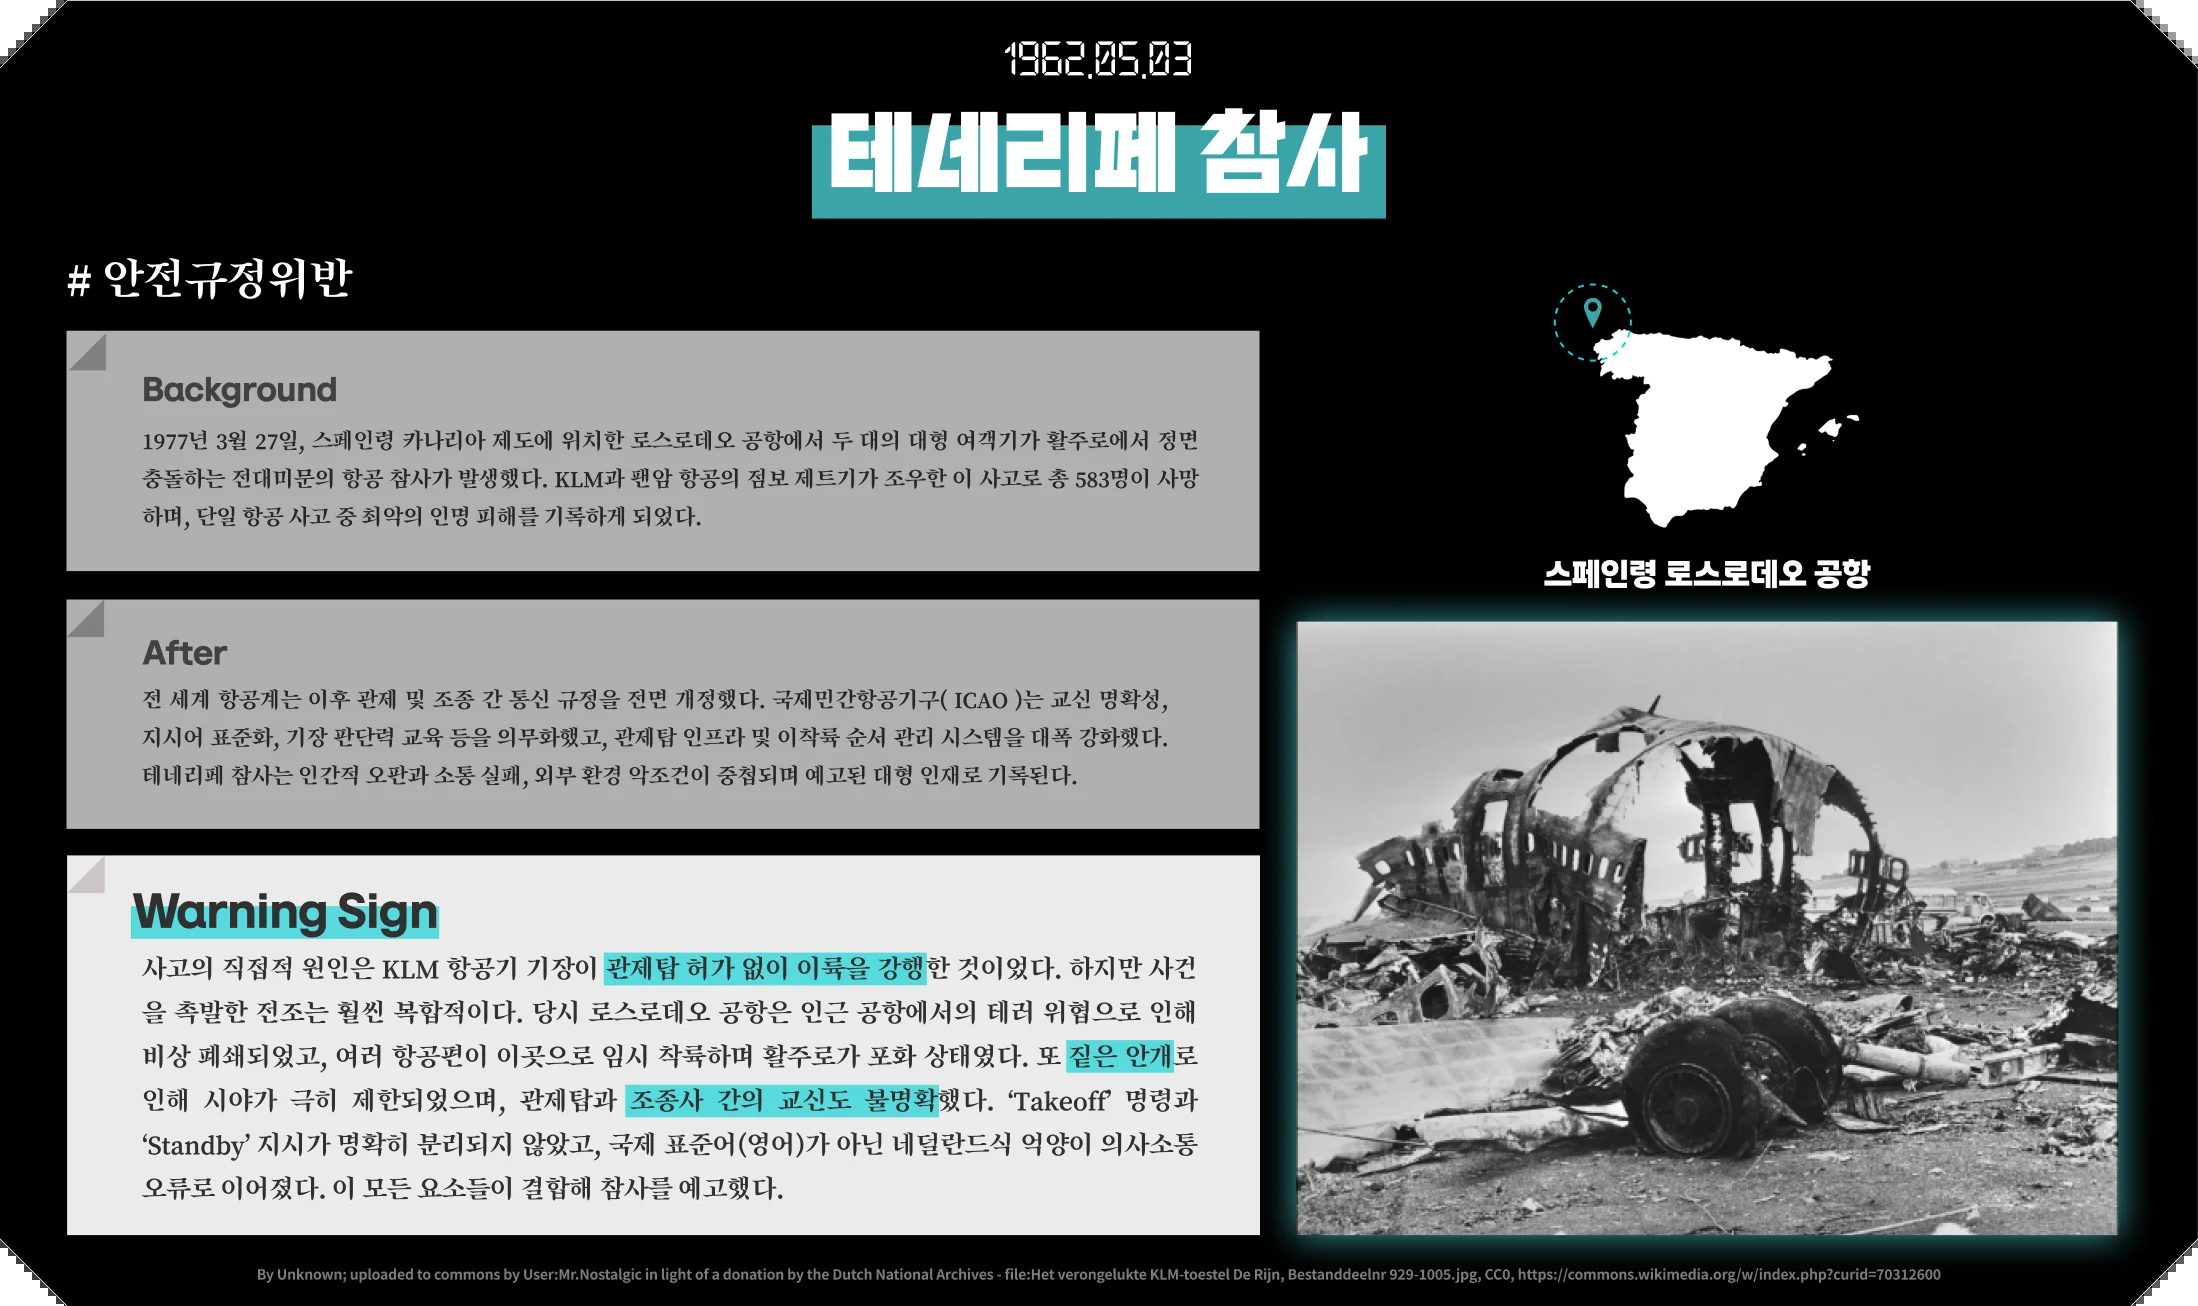 1962.05.03
테네리페 참사
# 안전규정위반
Background
1977년 3월 27일, 스페인령 카나리아 제도에 위치한 로스로데오 공항에서 두 대의 대형 여객기가 활주로에서 정면
충돌하는 전대미문의 항공 참사가 발생했다. KLM과 팬암 항공의 점보 제트기가 조우한 이 사고로 총 583명이 사망
하며, 단일 항공 사고 중 최악의 인명 피해를 기록하게 되었다.
After
전 세계 항공계는 이후 관제 및 조종 간 통신 규정을 전면 개정했다. 국제민간항공기구( ICAO )는 교신 명확성,
지시어 표준화, 기장 판단력 교육 등을 의무화했고, 관제탑 인프라 및 이착륙 순서 관리 시스템을 대폭 강화했다.
테네리페 참사는 인간적 오판과 소통 실패, 외부 환경 악조건이 중첩되며 예고된 대형 인재로 기록된다.
Warning Sign
사고의 직접적 원인은 KLM 항공기 기장이 관제탑 허가 없이 이륙을 강행한 것이었다. 하지만 사건
을 촉발한 전조는 훨씬 복합적이다. 당시 로스로데오 공항은 인근 공항에서의 테러 위협으로 인해
비상 폐쇄되었고, 여러 항공편이 이곳으로 임시 착륙하며 활주로가 포화 상태였다. 또 짙은 안개로
인해 시야가 극히 제한되었으며, 관제탑과 조종사 간의 교신도 불명확했다. ‘Takeoff’ 명령과
‘Standby’ 지시가 명확히 분리되지 않았고, 국제 표준어(영어)가 아닌 네덜란드식 억양이 의사소통
오류로 이어졌다. 이 모든 요소들이 결합해 참사를 예고했다.
스페인령 로스로데오 공항
By Unknown; uploaded to commons by User:Mr.Nostalgic in light of a donation by the Dutch National Archives - file:Het verongelukte KLM-toestel De Rijn, Bestanddeelnr 929-1005.jpg, CC0, https://commons.wikimedia.org/w/index.php?curid=70312600